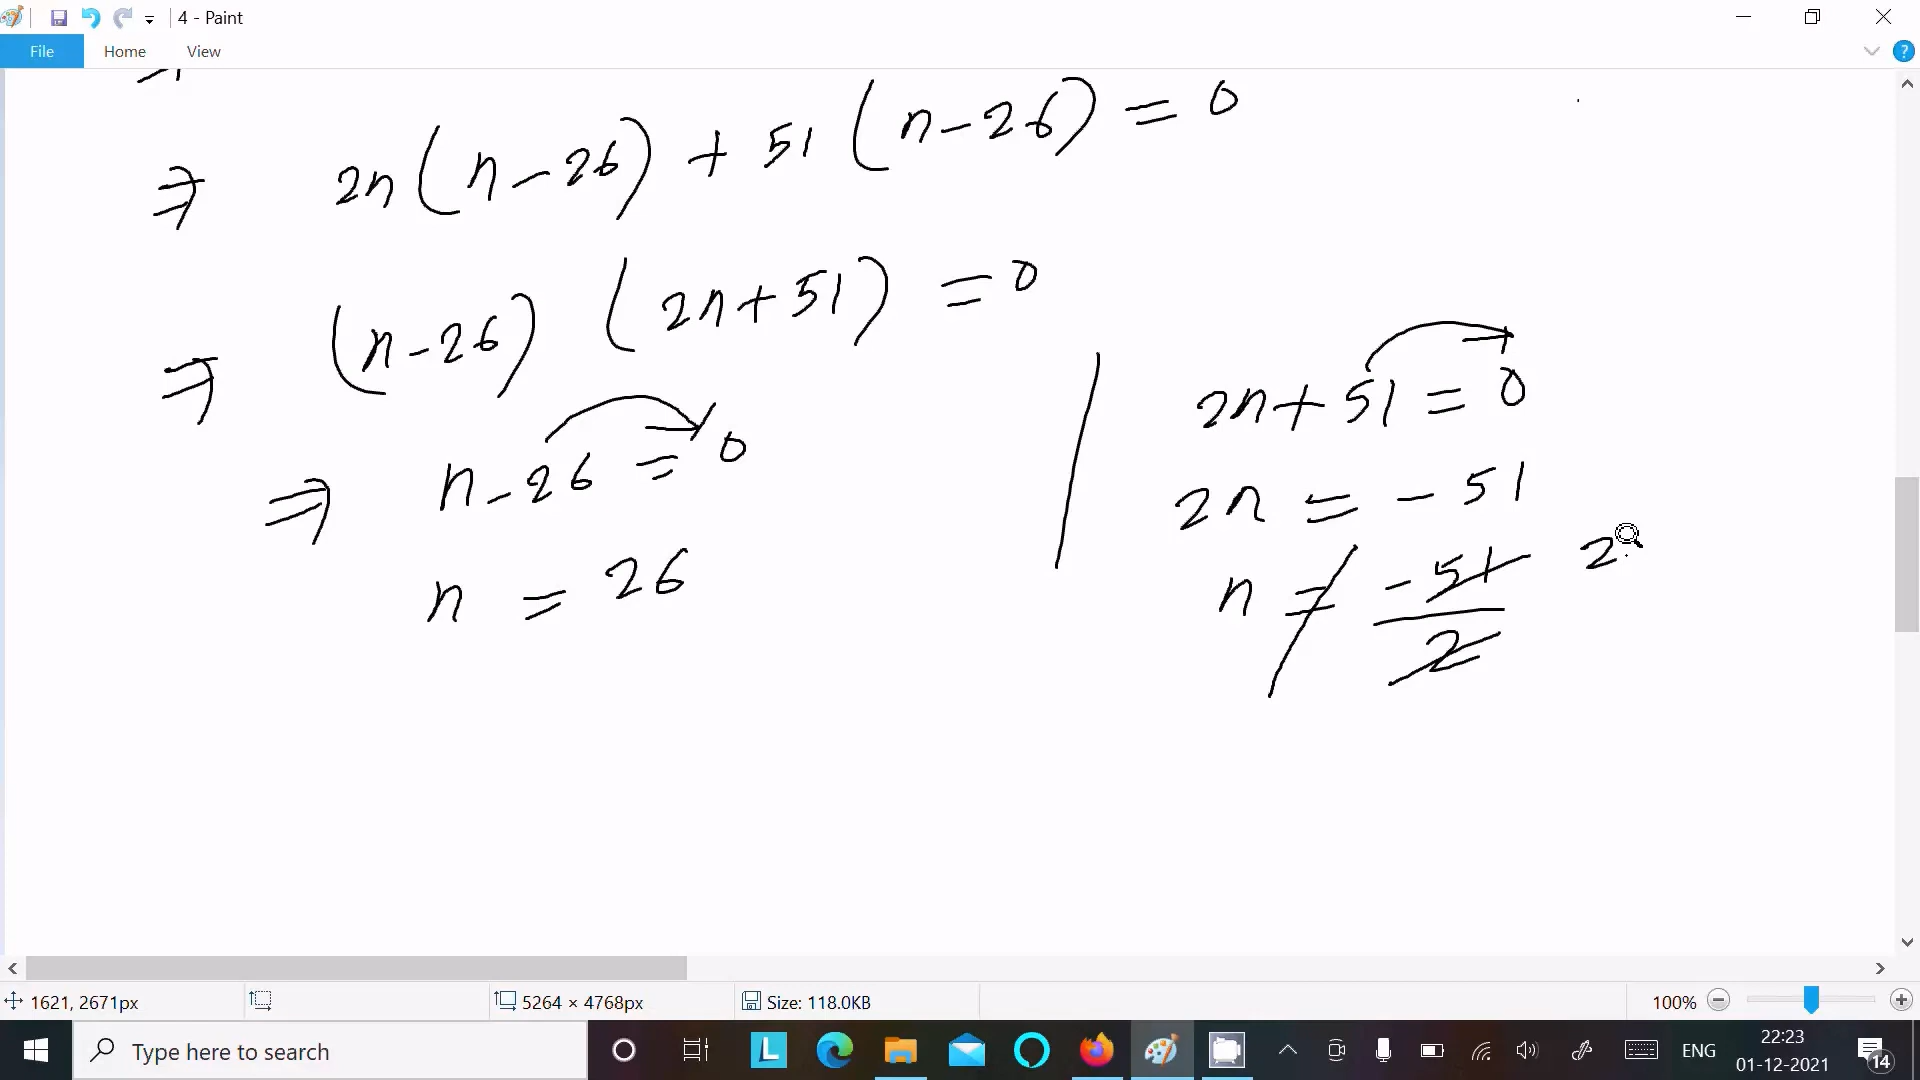 4 - Paint
File Home View
⇒ 2n(n-26) + 51(n-26) = 0
⇒ (n-26) (2n+51) = 0
⇒ n-26 = 0
n = 26
2n+51 = 0
2n = -51
n = -51/2 2
1621, 2671px 5264 × 4768px Size: 118.0KB 100%
Type here to search
L
ENG
22:23
01-12-2021
14